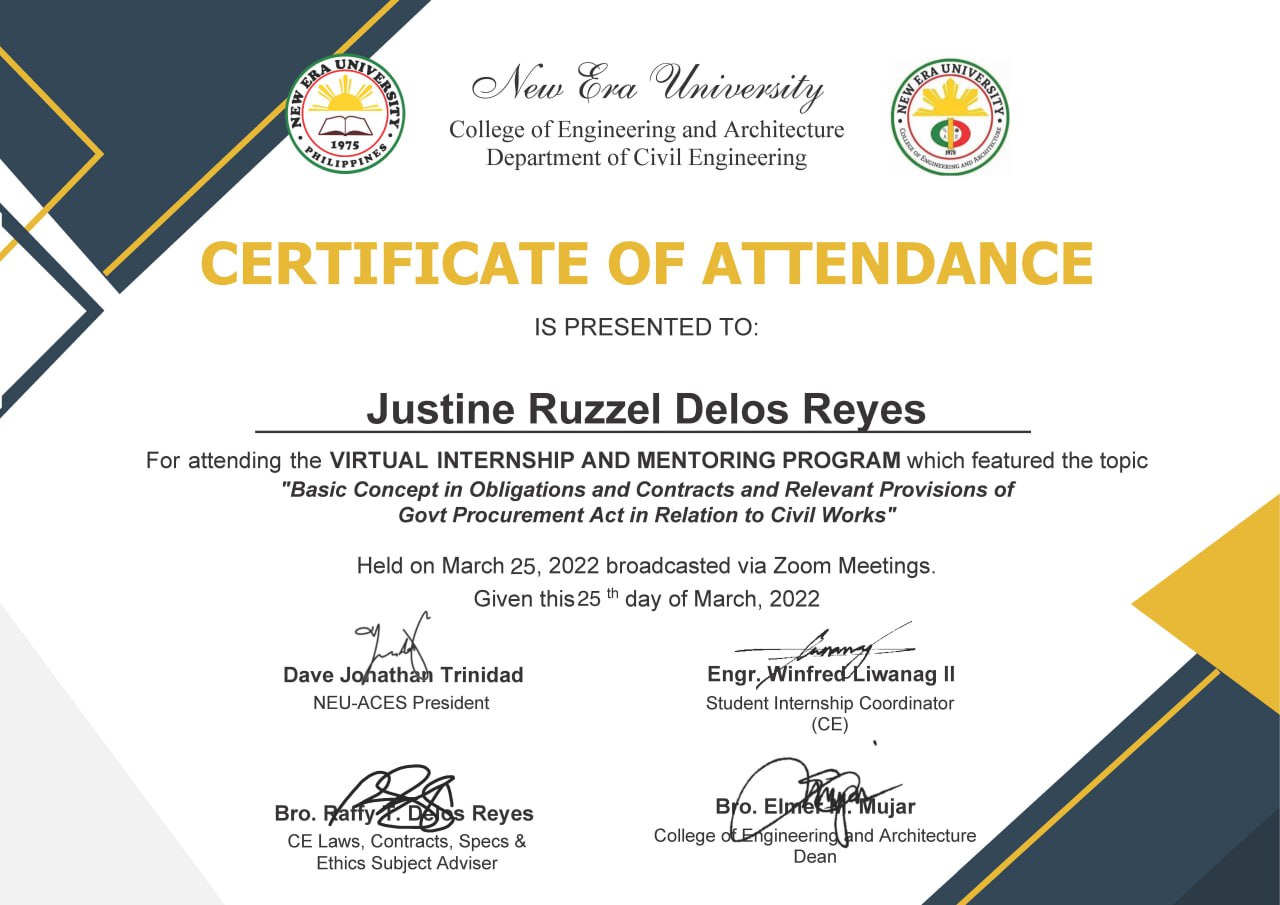 NEW ERA UNIVERSITY
1975
PHILIPPINES
New Era University
College of Engineering and Architecture
Department of Civil Engineering
NEW ERA UNIVERSITY
1975
COLLEGE OF ENGINEERING AND ARCHITECTURE
CERTIFICATE OF ATTENDANCE
IS PRESENTED TO:
Justine Ruzzel Delos Reyes
For attending the VIRTUAL INTERNSHIP AND MENTORING PROGRAM which featured the topic
"Basic Concept in Obligations and Contracts and Relevant Provisions of
Govt Procurement Act in Relation to Civil Works"
Held on March 25, 2022 broadcasted via Zoom Meetings.
Given this 25 th day of March, 2022
Dave Jonathan Trinidad
NEU-ACES President
Engr. Winfred Liwanag II
Student Internship Coordinator
(CE)
Bro. Raffy T. Delos Reyes
CE Laws, Contracts, Specs &
Ethics Subject Adviser
Bro. Elmer M. Mujar
College of Engineering and Architecture
Dean